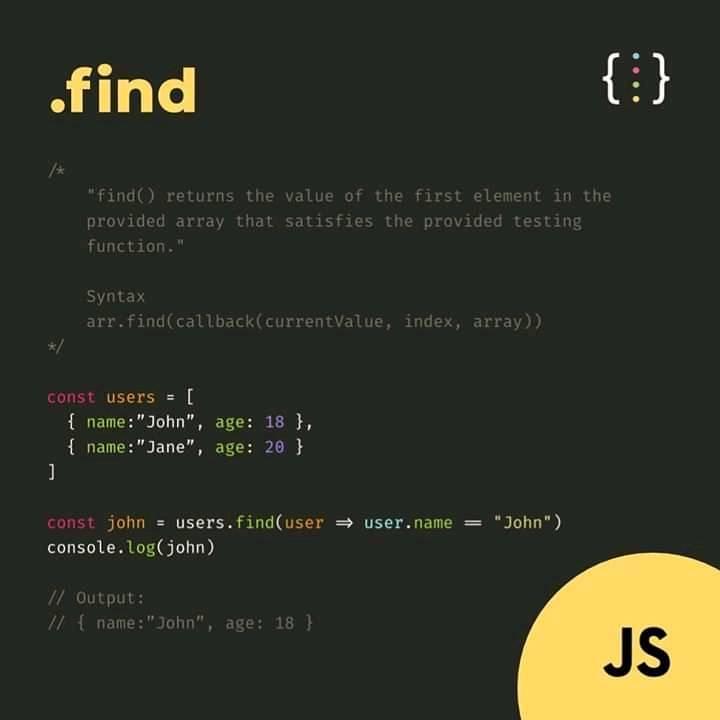 .find
{⋮}
/*
"find() returns the value of the first element in the
provided array that satisfies the provided testing
function."
Syntax
arr.find(callback(currentValue, index, array))
*/
const users = [
{ name:”John”, age: 18 },
{ name:”Jane”, age: 20 }
]
const john = users.find(user => user.name == "John")
console.log(john)
// Output:
// { name:”John”, age: 18 }
JS